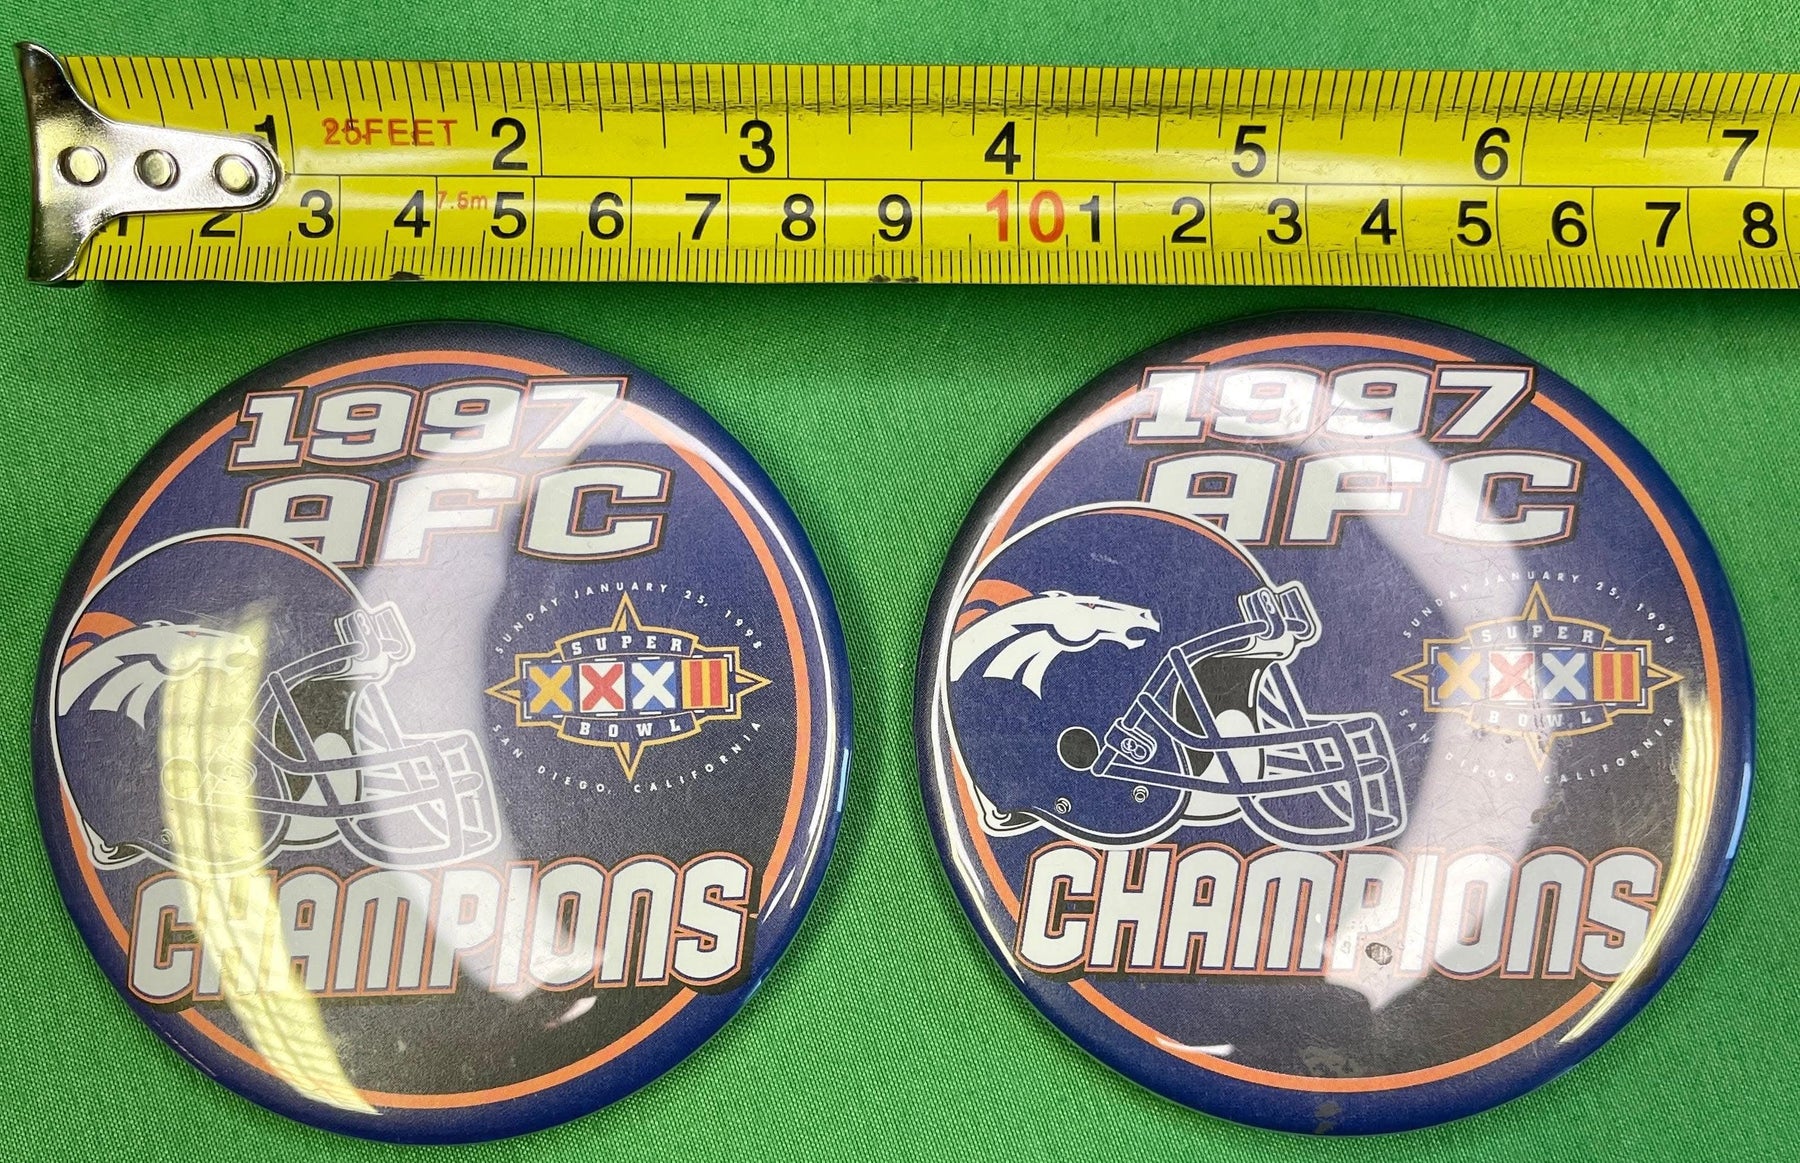 1 25FEET 2 3 4 5 6 7
1 2 3 4 7.5m 5 6 7 8 9 10 1 2 3 4 5 6 7 8
1997
AFC
SUNDAY JANUARY 25, 1998
SUPER
XXXII
BOWL
SAN DIEGO, CALIFORNIA
CHAMPIONS
1997
AFC
SUNDAY JANUARY 25, 1998
SUPER
XXXII
BOWL
SAN DIEGO, CALIFORNIA
CHAMPIONS